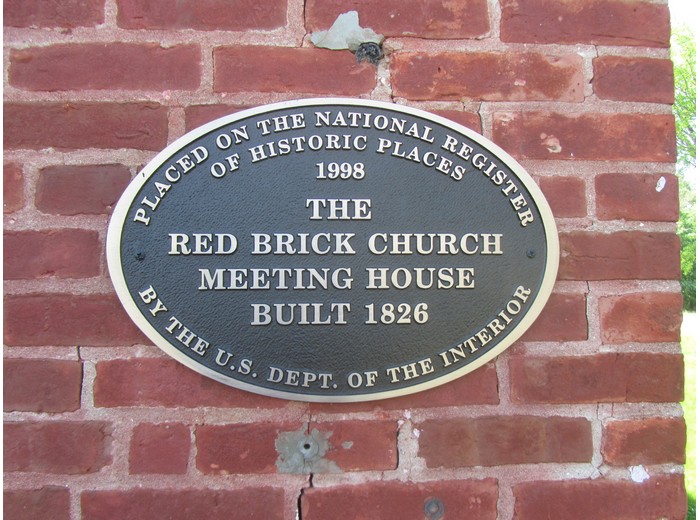 PLACED ON THE NATIONAL REGISTER
OF HISTORIC PLACES
1998
THE
RED BRICK CHURCH
MEETING HOUSE
BUILT 1826
BY THE U.S. DEPT. OF THE INTERIOR